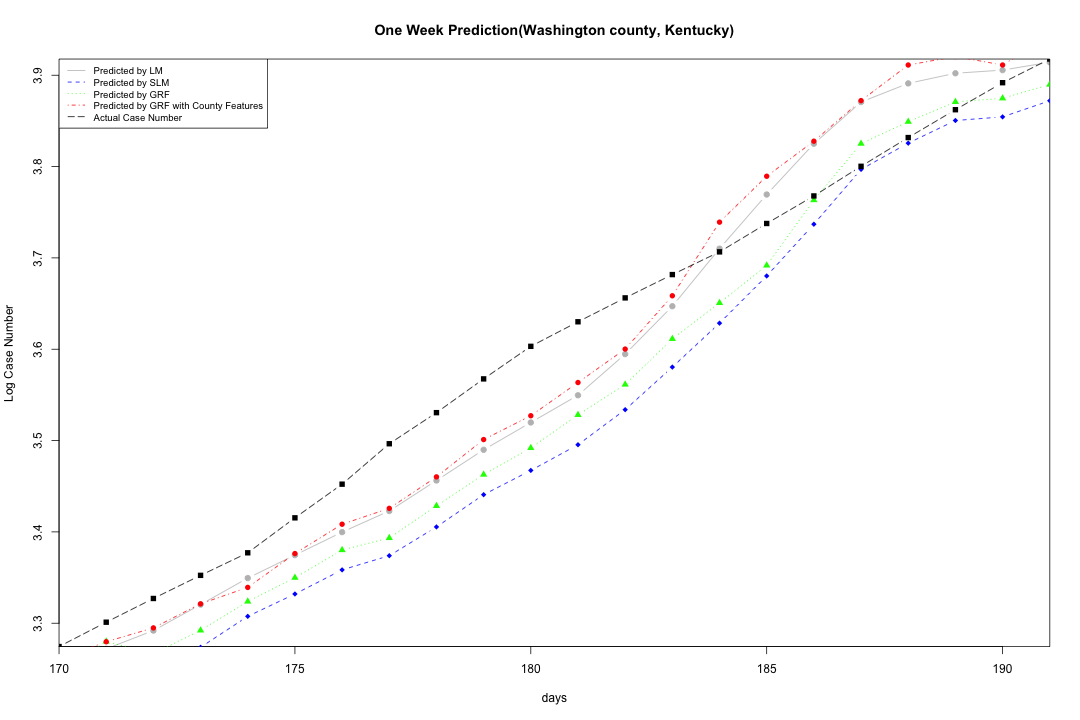 One Week Prediction(Washington county, Kentucky)
Predicted by LM
Predicted by SLM
Predicted by GRF
Predicted by GRF with County Features
Actual Case Number
Log Case Number
3.9
3.8
3.7
3.6
3.5
3.4
3.3
170 175 180 185 190
days